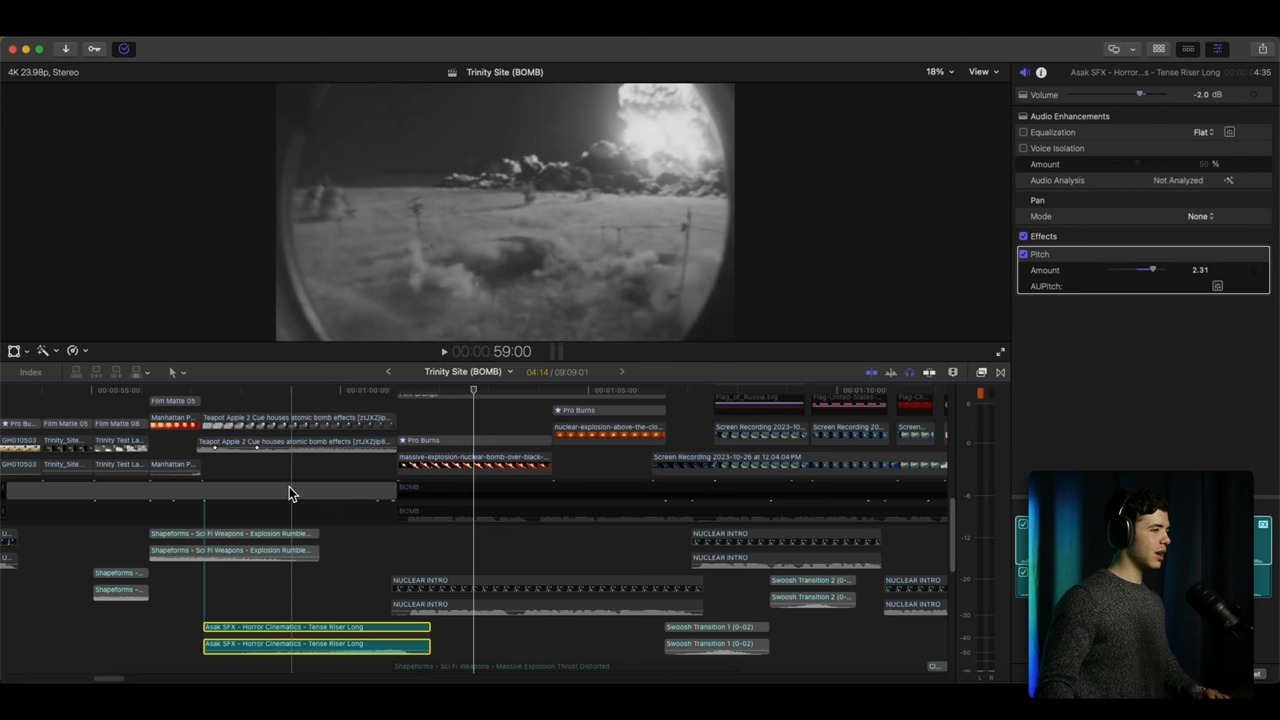 4K 23.98p, Stereo
Trinity Site (BOMB)
18%
View
Asak SFX - Horror...s - Tense Riser Long
4:35
Volume
-2.0 dB
Audio Enhancements
Equalization
Flat
Voice Isolation
Amount
50 %
Audio Analysis
Not Analyzed
Pan
Mode
None
Effects
Pitch
Amount
2.31
AUPitch:
00:00:59:00
Index
Trinity Site (BOMB)
04:14 / 09:09:01
00:00:55:00
00:01:00:00
00:01:05:00
00:01:10:00
Film Matte 05
Flag_of_Russia.svg
Flag-United-States-...
Flag-Ch...
Pro Burns
Manhattan P...
Teapot Apple 2 Cue houses atomic bomb effects
Pro Bu...
Film Matte 05
Film Matte 08
nuclear-explosion-above-the-clo...
Screen Recording 2023-10...
Screen Recording 20...
Screen...
GH010503
Trinity_Site...
Trinity Test La...
Teapot Apple 2 Cue houses atomic bomb effects
Pro Burns
GH010503
Trinity_Site...
Trinity Test La...
Manhattan P...
massive-explosion-nuclear-bomb-over-black-...
Screen Recording 2023-10-26 at 12.04.04 PM
BOMB
BOMB
U...
Shapeforms - Sci Fi Weapons - Explosion Rumble...
NUCLEAR INTRO
U...
Shapeforms - Sci Fi Weapons - Explosion Rumble...
NUCLEAR INTRO
Shapeforms -...
NUCLEAR INTRO
Swoosh Transition 2 (0-...
NUCLEAR INTRO
Shapeforms -...
NUCLEAR INTRO
Swoosh Transition 2 (0-...
NUCLEAR INTRO
Asak SFX - Horror Cinematics - Tense Riser Long
Swoosh Transition 1 (0-02)
Asak SFX - Horror Cinematics - Tense Riser Long
Swoosh Transition 1 (0-02)
Shapeforms - Sci Fi Weapons - Massive Explosion Thrust Distorted
Cl...
6
0
-6
-12
-20
-30
-40
-50
L R
FX